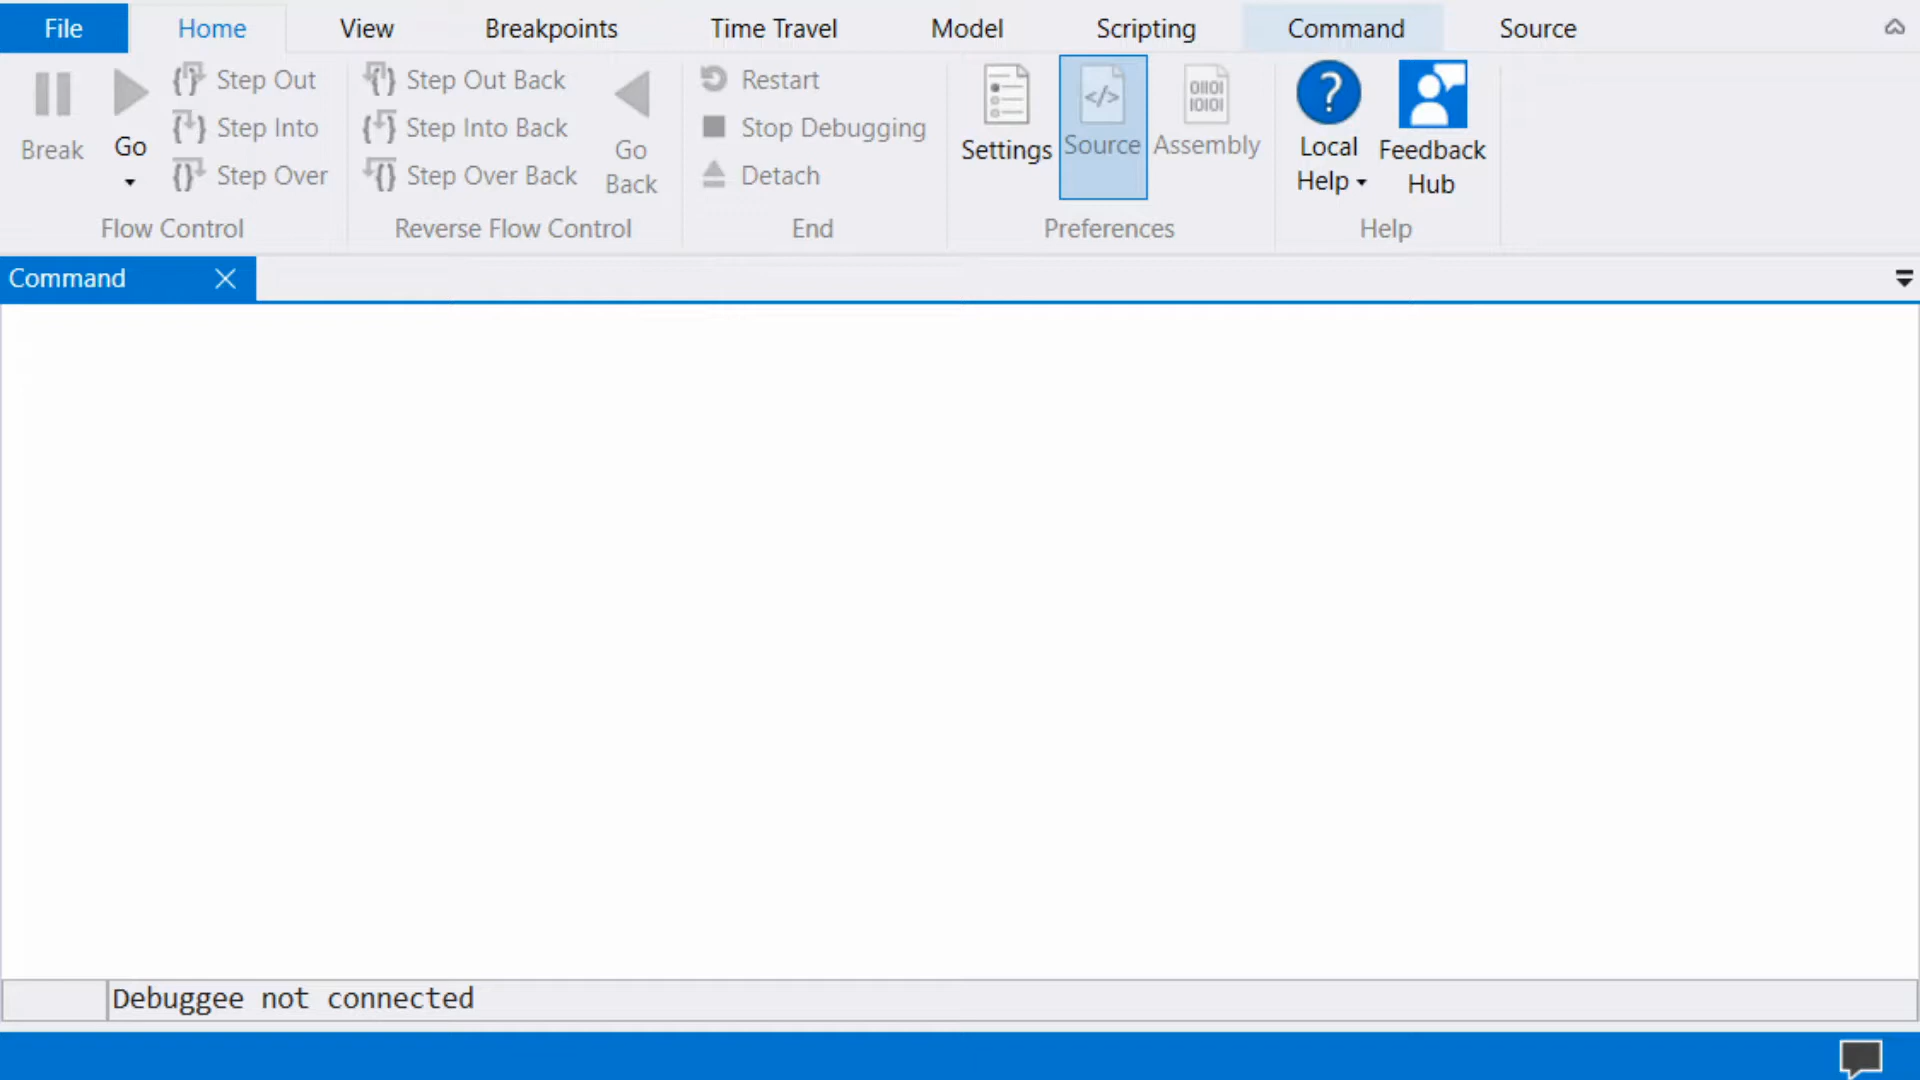 File Home View Breakpoints Time Travel Model Scripting Command Source
Break
Go
Step Out
Step Into
Step Over
Flow Control
Step Out Back
Step Into Back
Step Over Back
Go
Back
Reverse Flow Control
Restart
Stop Debugging
Detach
End
Settings
Source
Assembly
Preferences
Local
Help
Feedback
Hub
Help
Command
Debuggee not connected